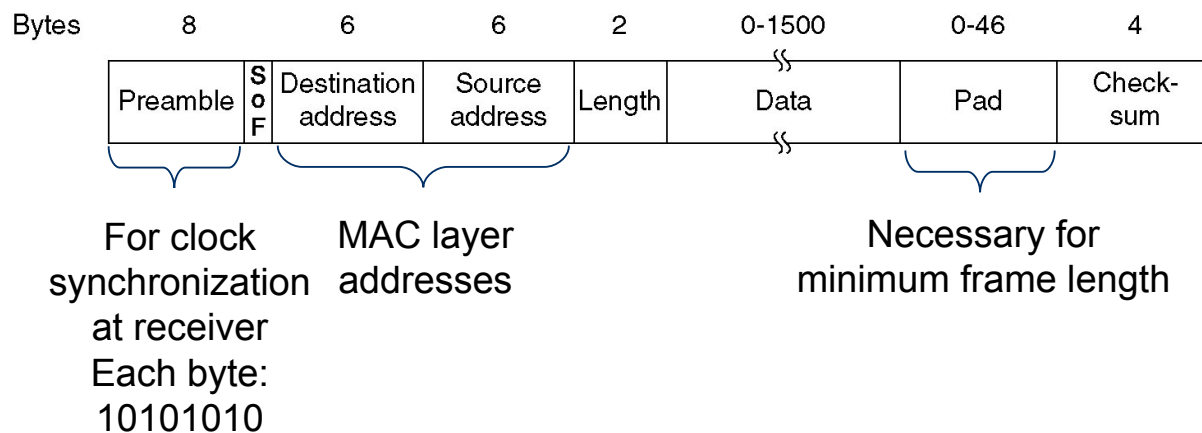 Bytes 8 6 6 2 0-1500 0-46 4
Preamble
S
o
F
Destination
address
Source
address
Length
Data
Pad
Check-
sum
For clock
synchronization
at receiver
Each byte:
10101010
MAC layer
addresses
Necessary for
minimum frame length